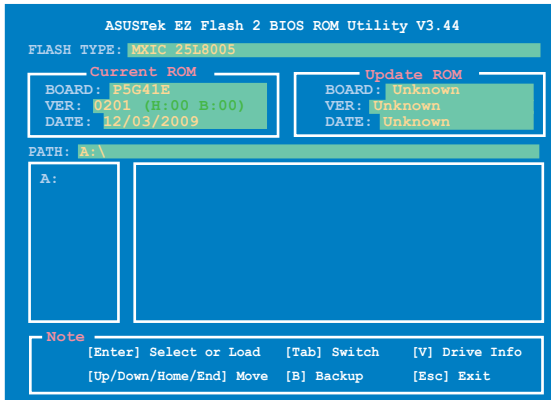 ASUSTek EZ Flash 2 BIOS ROM Utility V3.44
FLASH TYPE: MXIC 25L8005
Current ROM
BOARD: P5G41E
VER: 0201 (H:00 B:00)
DATE: 12/03/2009
Update ROM
BOARD: Unknown
VER: Unknown
DATE: Unknown
PATH: A:\
A:
Note
[Enter] Select or Load [Tab] Switch [V] Drive Info
[Up/Down/Home/End] Move [B] Backup [Esc] Exit